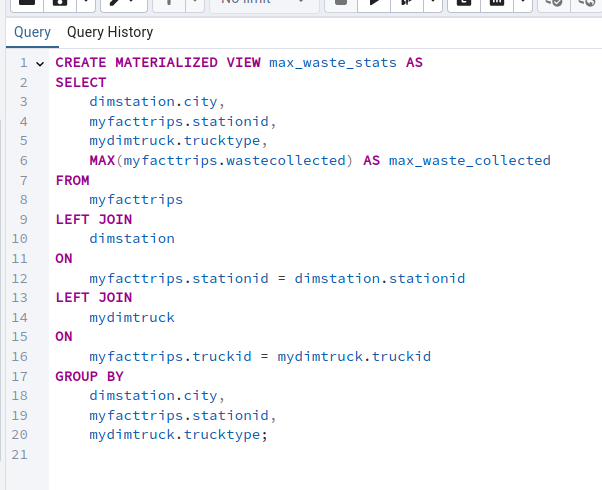 No limit
Query Query History
1 CREATE MATERIALIZED VIEW max_waste_stats AS
2 SELECT
3 dimstation.city,
4 myfacttrips.stationid,
5 mydimtruck.trucktype,
6 MAX(myfacttrips.wastecollected) AS max_waste_collected
7 FROM
8 myfacttrips
9 LEFT JOIN
10 dimstation
11 ON
12 myfacttrips.stationid = dimstation.stationid
13 LEFT JOIN
14 mydimtruck
15 ON
16 myfacttrips.truckid = mydimtruck.truckid
17 GROUP BY
18 dimstation.city,
19 myfacttrips.stationid,
20 mydimtruck.trucktype;
21